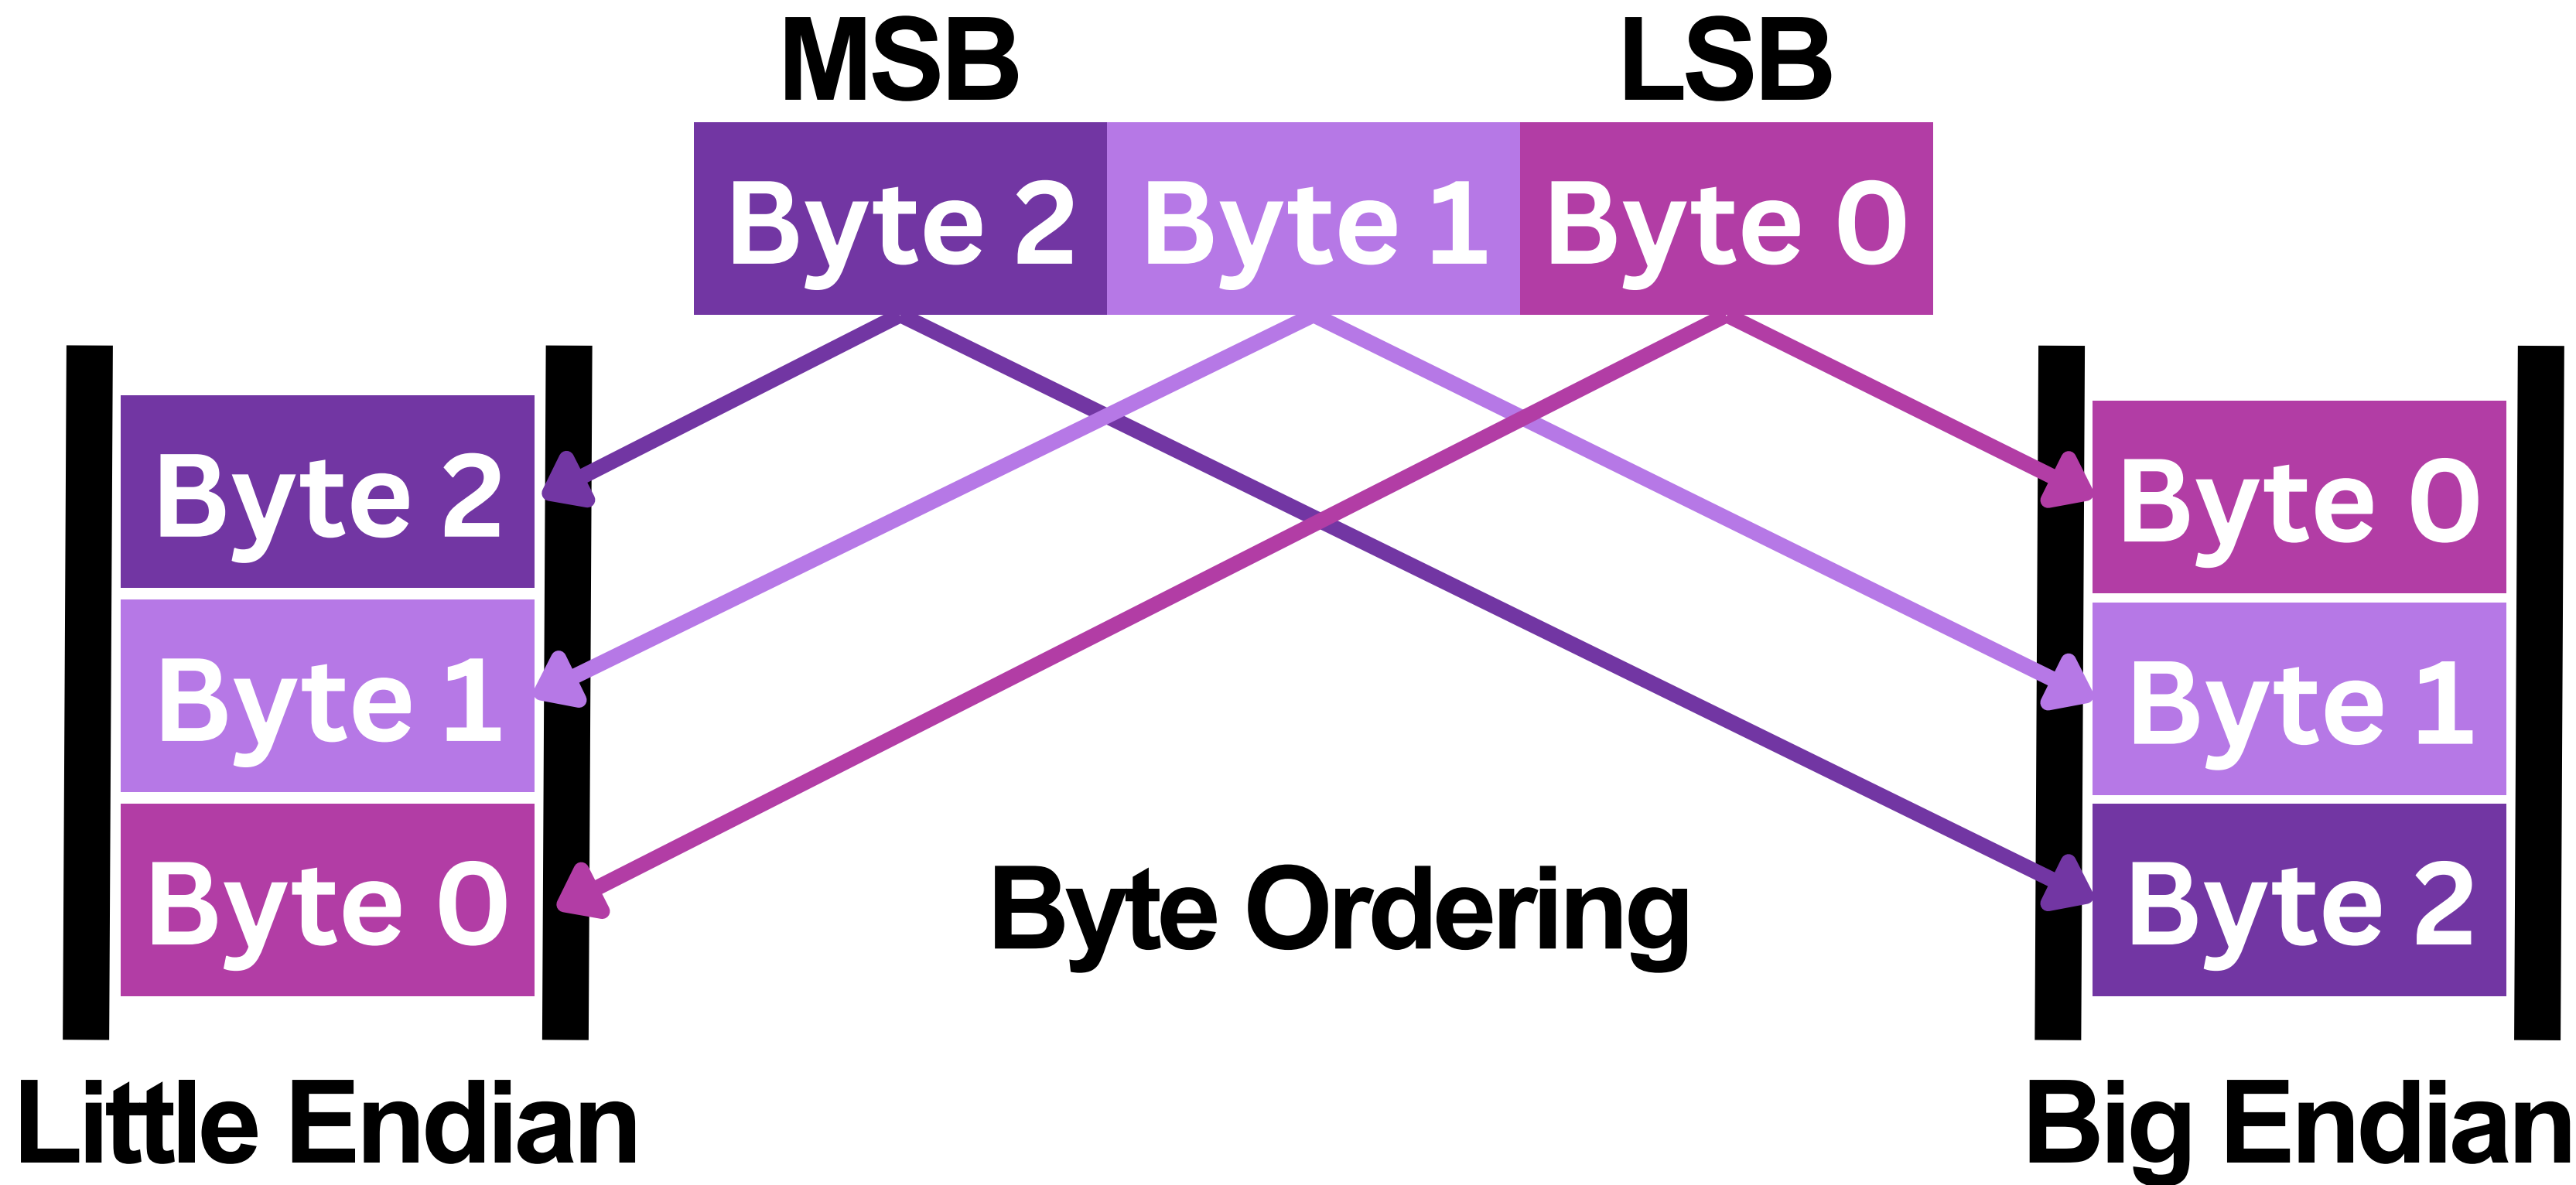 MSB LSB
Byte 2 Byte 1 Byte 0
Byte 2
Byte 1
Byte 0
Little Endian
Byte Ordering
Byte 0
Byte 1
Byte 2
Big Endian